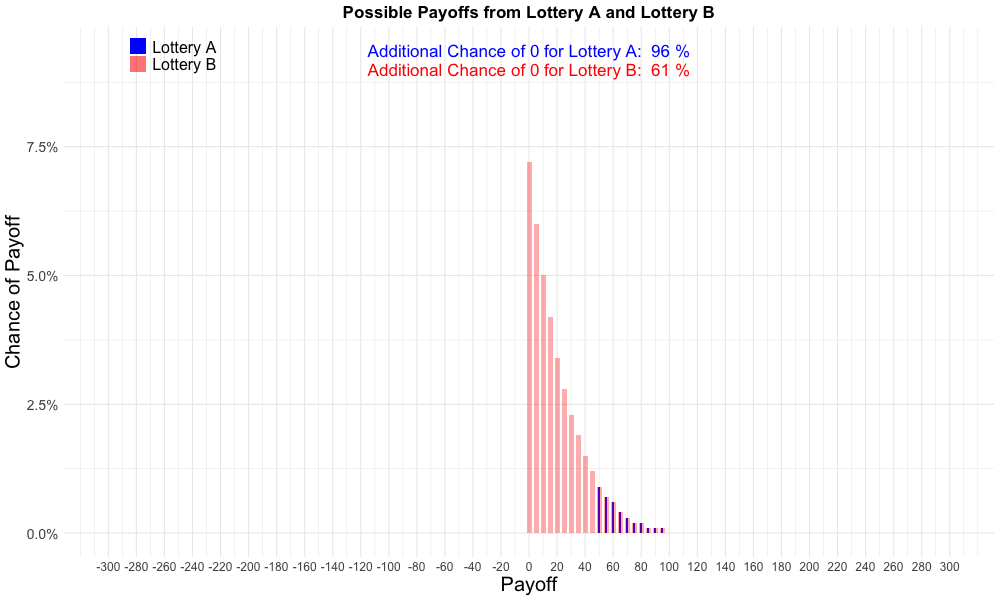 Possible Payoffs from Lottery A and Lottery B
Lottery A
Lottery B
Additional Chance of 0 for Lottery A:  96 %
Additional Chance of 0 for Lottery B:  61 %
Chance of Payoff
7.5%
5.0%
2.5%
0.0%
-300 -280 -260 -240 -220 -200 -180 -160 -140 -120 -100 -80 -60 -40 -20 0 20 40 60 80 100 120 140 160 180 200 220 240 260 280 300
Payoff